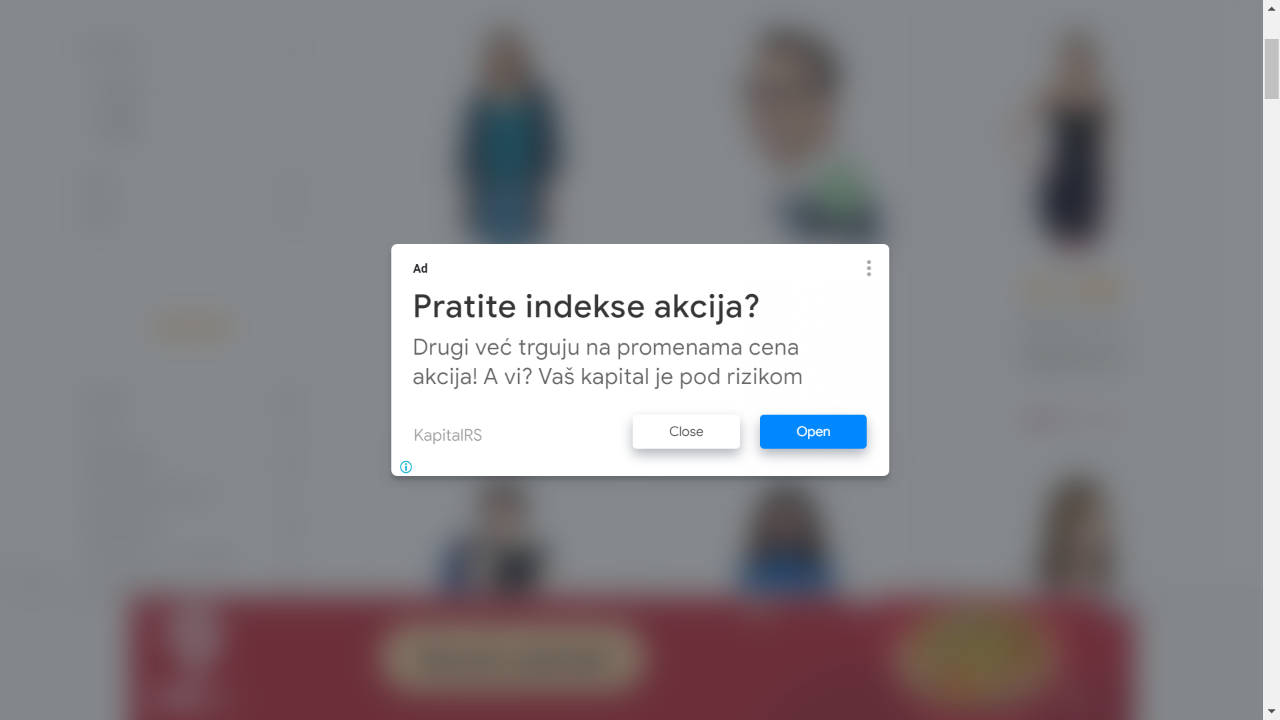 Ad
Pratite indekse akcija?
Drugi već trguju na promenama cena
akcija! A vi? Vaš kapital je pod rizikom
KapitalRS
Close
Open